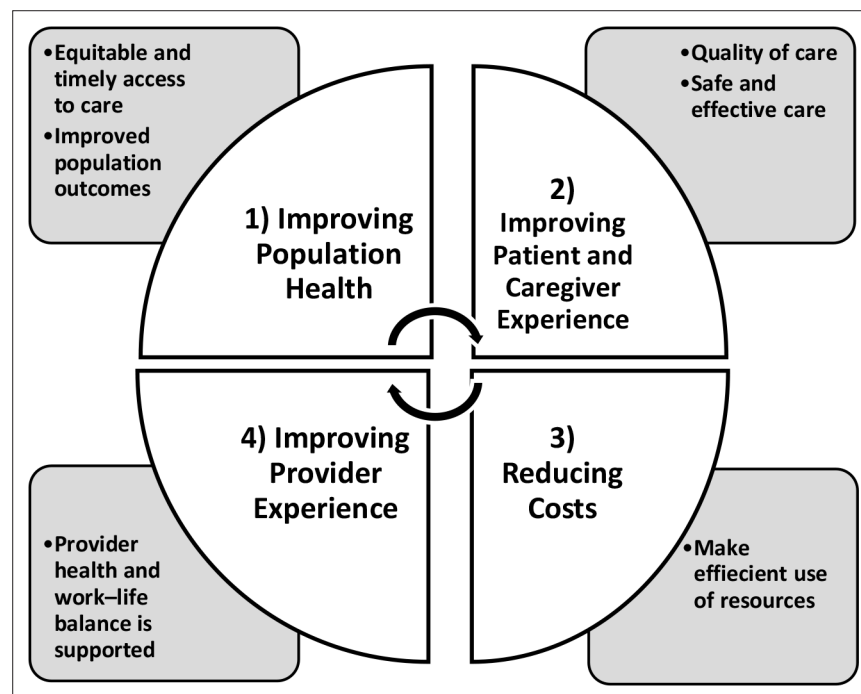 •Equitable and
timely access
to care
•Improved
population
outcomes
•Quality of care
•Safe and
effective care
1) Improving
Population
Health
2)
Improving
Patient and
Caregiver
Experience
4) Improving
Provider
Experience
3)
Reducing
Costs
•Provider
health and
work–life
balance is
supported
•Make
effiecient use
of resources